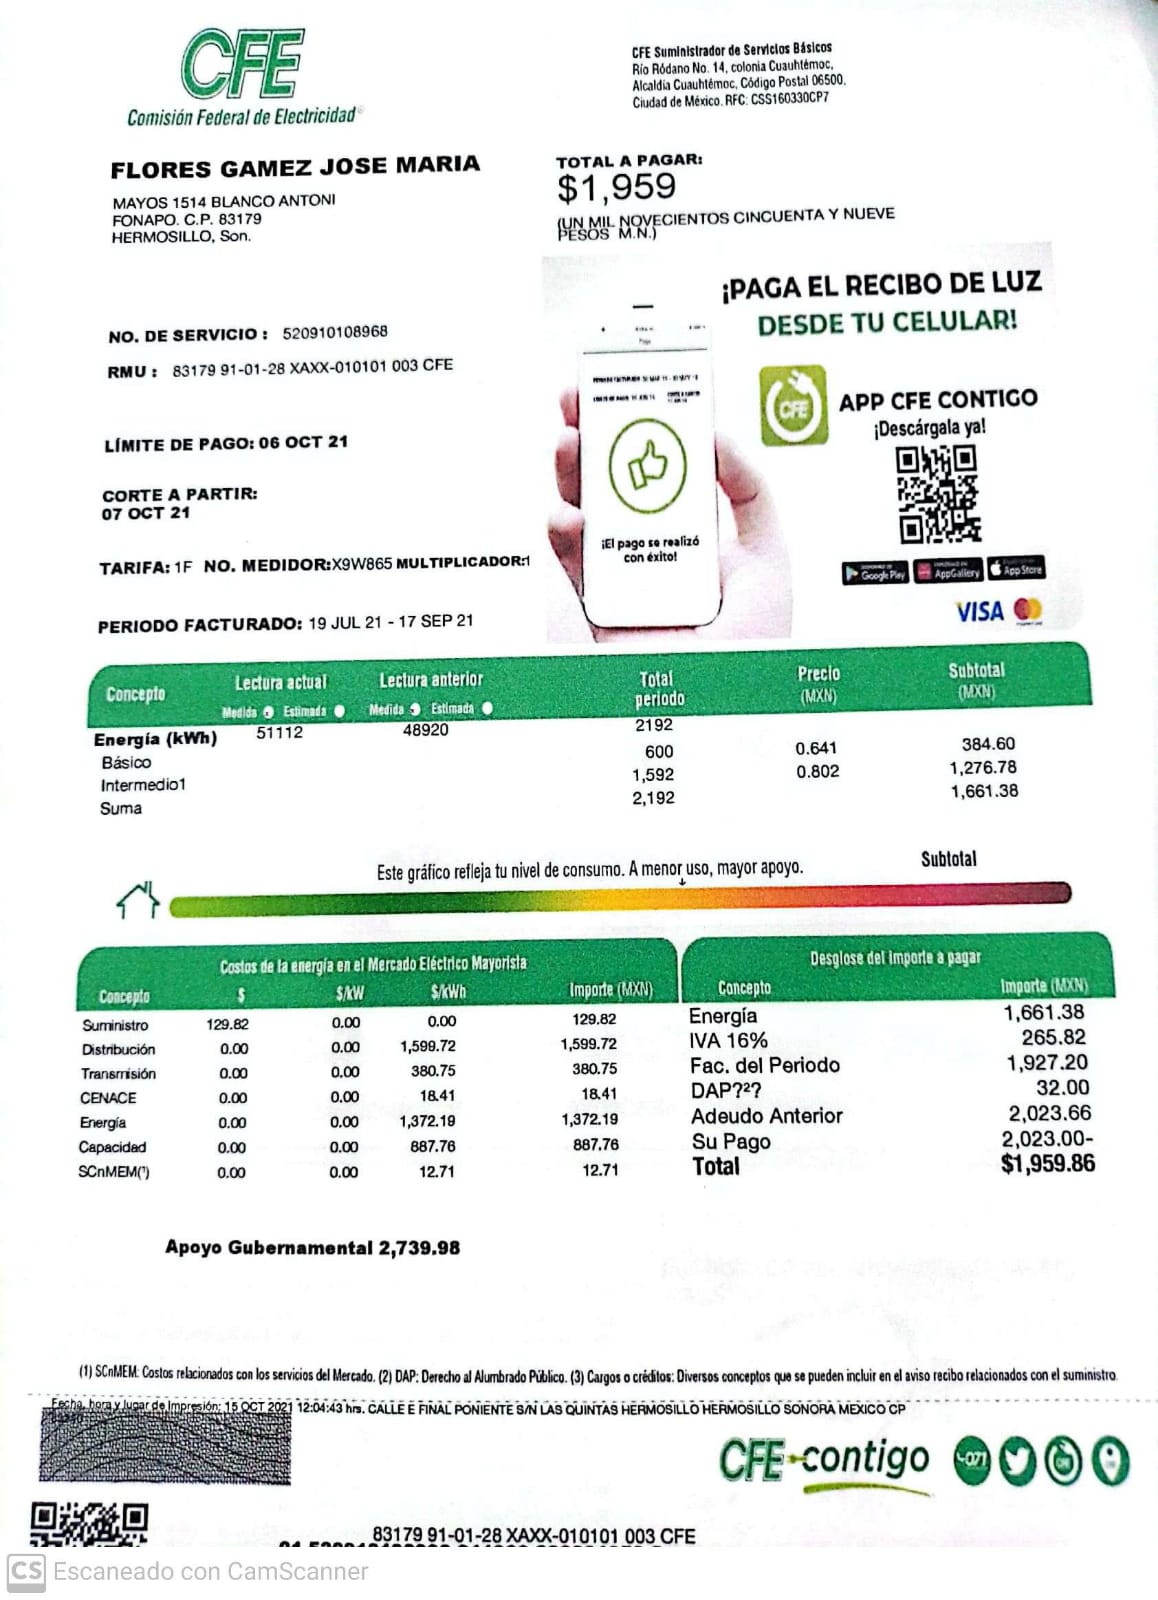 CFE
Comisión Federal de Electricidad
CFE Suministrador de Servicios Básicos
Río Ródano No. 14, colonia Cuauhtémoc,
Alcaldía Cuauhtémoc, Código Postal 06500,
Ciudad de México. RFC: CSS160330CP7
FLORES GAMEZ JOSE MARIA
MAYOS 1514 BLANCO ANTONI
FONAPO. C.P. 83179
HERMOSILLO, Son.
TOTAL A PAGAR:
$1,959
(UN MIL NOVECIENTOS CINCUENTA Y NUEVE
PESOS M.N.)
NO. DE SERVICIO : 520910108968
RMU : 83179 91-01-28 XAXX-010101 003 CFE
LÍMITE DE PAGO: 06 OCT 21
CORTE A PARTIR:
07 OCT 21
TARIFA: 1F NO. MEDIDOR:X9W865 MULTIPLICADOR:1
PERIODO FACTURADO: 19 JUL 21 - 17 SEP 21
¡PAGA EL RECIBO DE LUZ
DESDE TU CELULAR!
CFE
APP CFE CONTIGO
¡Descárgala ya!
¡El pago se realizó
con éxito!
Google Play AppGallery App Store
VISA
Concepto Lectura actual Lectura anterior Total periodo Precio (MXN) Subtotal (MXN)
Medida Estimada Medida Estimada
Energía (kWh) 51112 48920 2192
Básico 600 0.641 384.60
Intermedio1 1,592 0.802 1,276.78
Suma 2,192 1,661.38
Este gráfico refleja tu nivel de consumo. A menor uso, mayor apoyo.
Subtotal
Costos de la energía en el Mercado Eléctrico Mayorista
Concepto $ $/kW $/kWh Importe (MXN)
Suministro 129.82 0.00 0.00 129.82
Distribución 0.00 0.00 1,599.72 1,599.72
Transmisión 0.00 0.00 380.75 380.75
CENACE 0.00 0.00 18.41 18.41
Energía 0.00 0.00 1,372.19 1,372.19
Capacidad 0.00 0.00 887.76 887.76
SCnMEM(¹) 0.00 0.00 12.71 12.71
Desglose del importe a pagar
Concepto Importe (MXN)
Energía 1,661.38
IVA 16% 265.82
Fac. del Periodo 1,927.20
DAP?²? 32.00
Adeudo Anterior 2,023.66
Su Pago 2,023.00-
Total $1,959.86
Apoyo Gubernamental 2,739.98
(1) SCnMEM: Costos relacionados con los servicios del Mercado. (2) DAP: Derecho al Alumbrado Público. (3) Cargos o créditos: Diversos conceptos que se pueden incluir en el aviso recibo relacionados con el suministro.
Fecha, hora y lugar de Impresión: 15 OCT 2021 12:04:43 hrs. CALLE E FINAL PONIENTE S/N LAS QUINTAS HERMOSILLO HERMOSILLO SONORA MEXICO CP
CFE contigo
071
83179 91-01-28 XAXX-010101 003 CFE
CS Escaneado con CamScanner